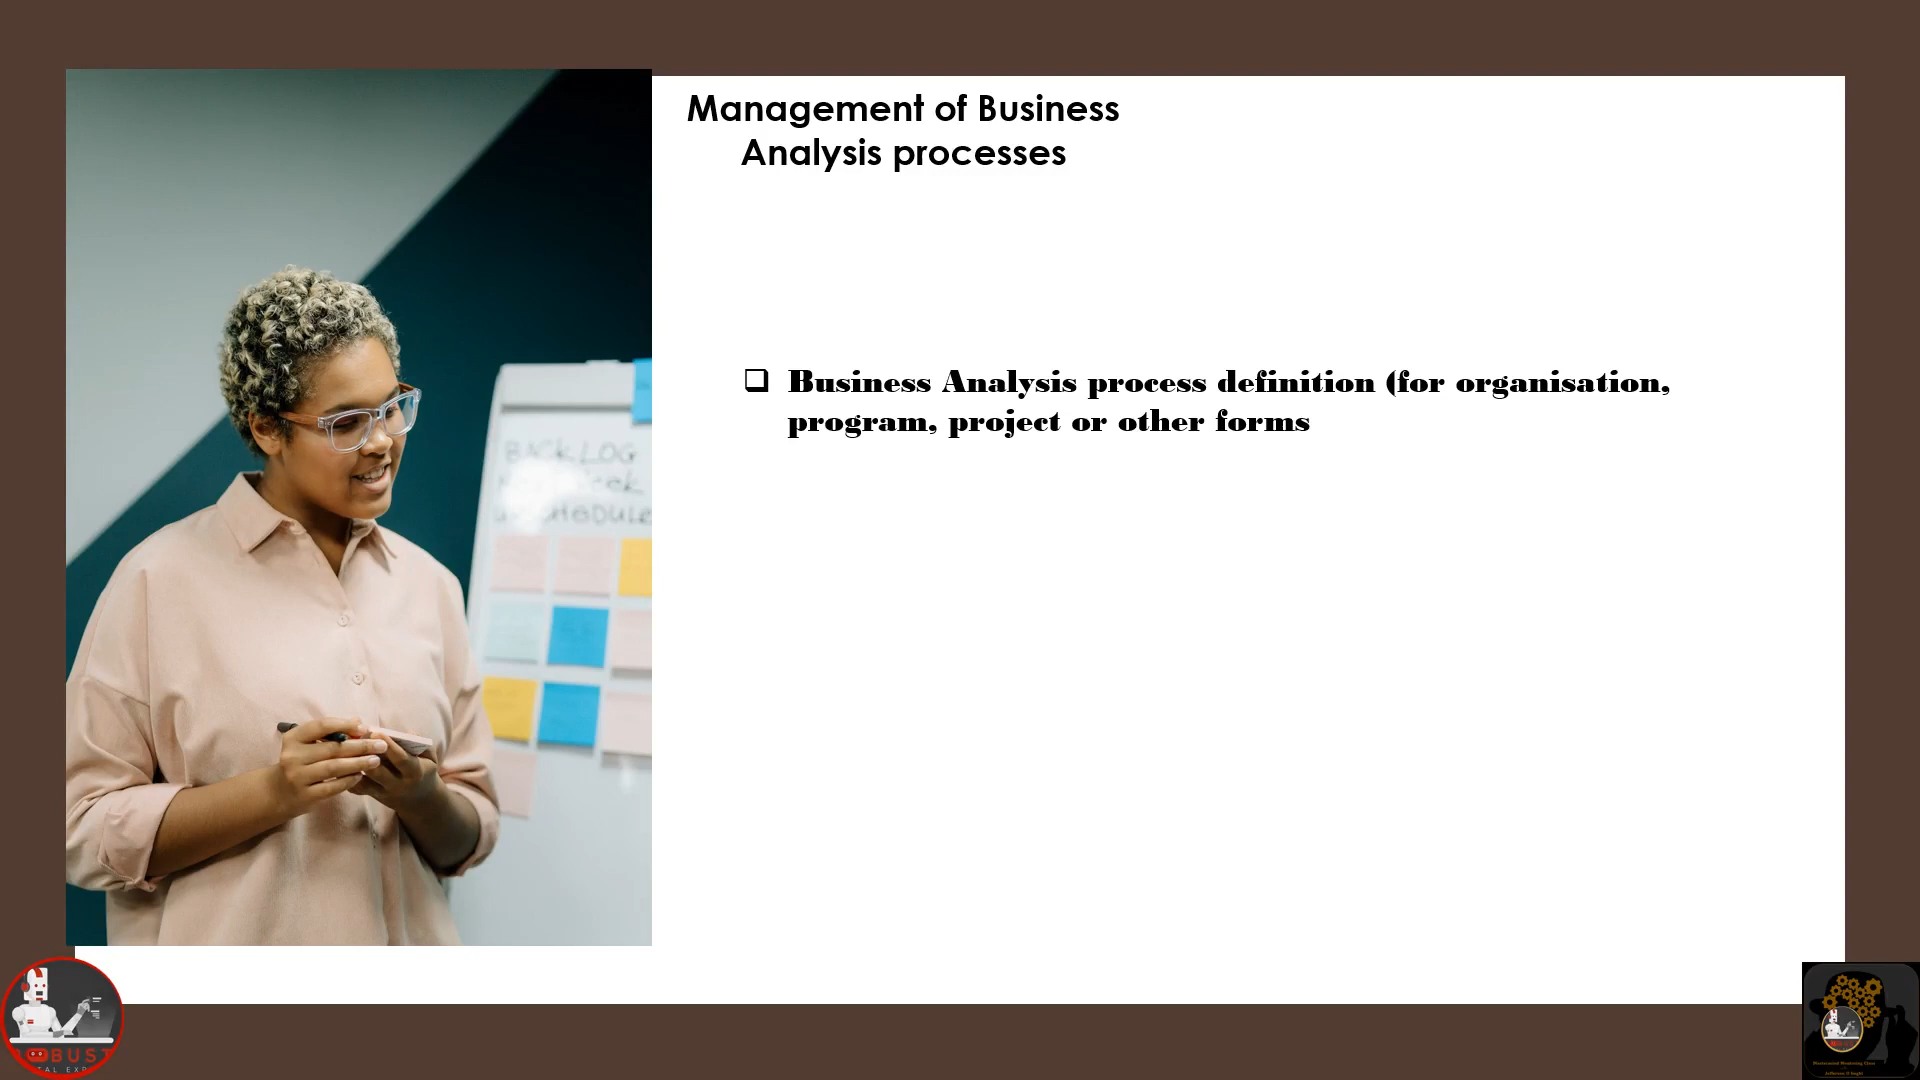 Management of Business
Analysis processes
❑ Business Analysis process definition (for organisation,
program, project or other forms
BACKLOG